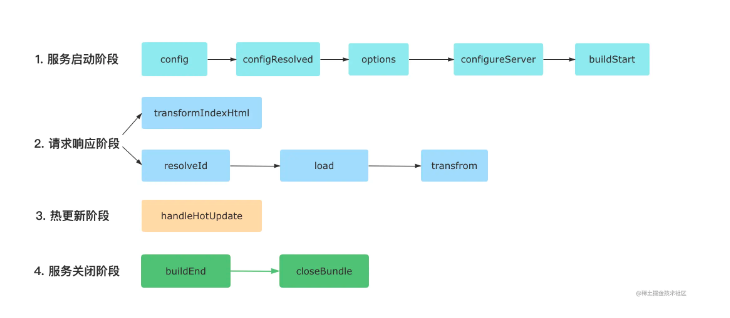 1. 服务启动阶段
config
configResolved
options
configureServer
buildStart
2. 请求响应阶段
transformIndexHtml
resolveId
load
transfrom
3. 热更新阶段
handleHotUpdate
4. 服务关闭阶段
buildEnd
closeBundle
@稀土掘金技术社区